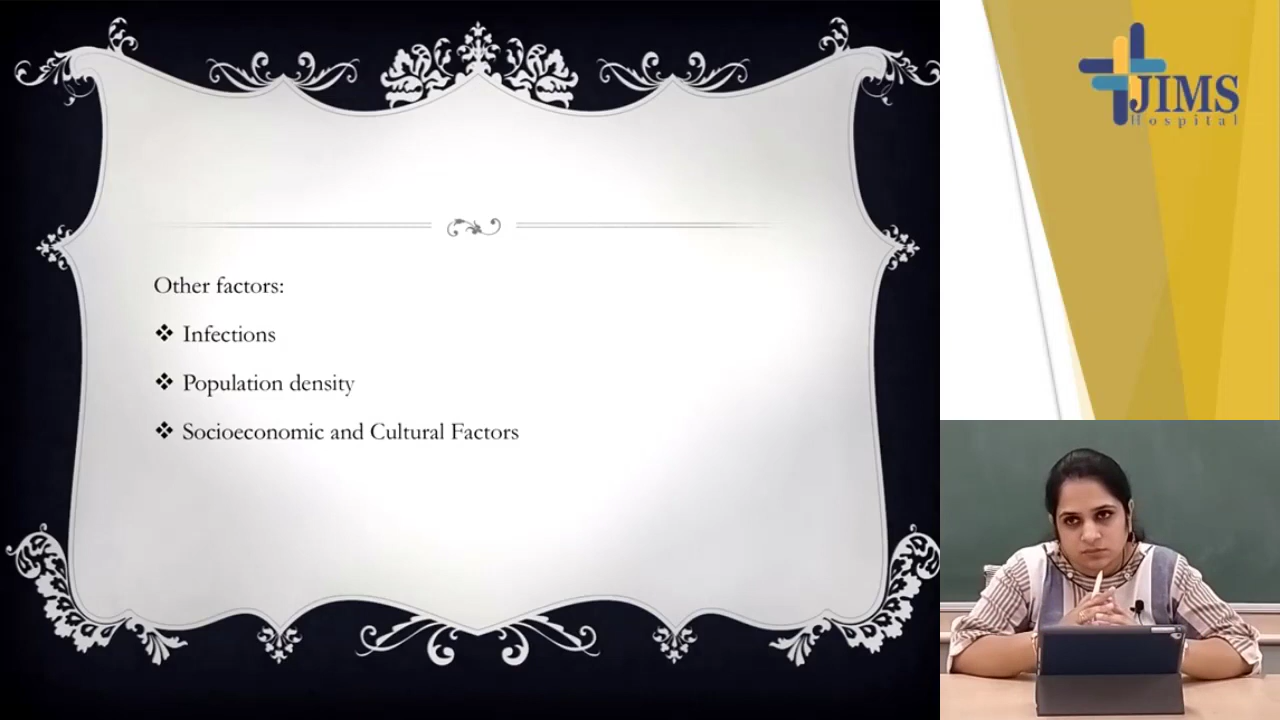 Other factors:
❖ Infections
❖ Population density
❖ Socioeconomic and Cultural Factors
JIMS
Hospital